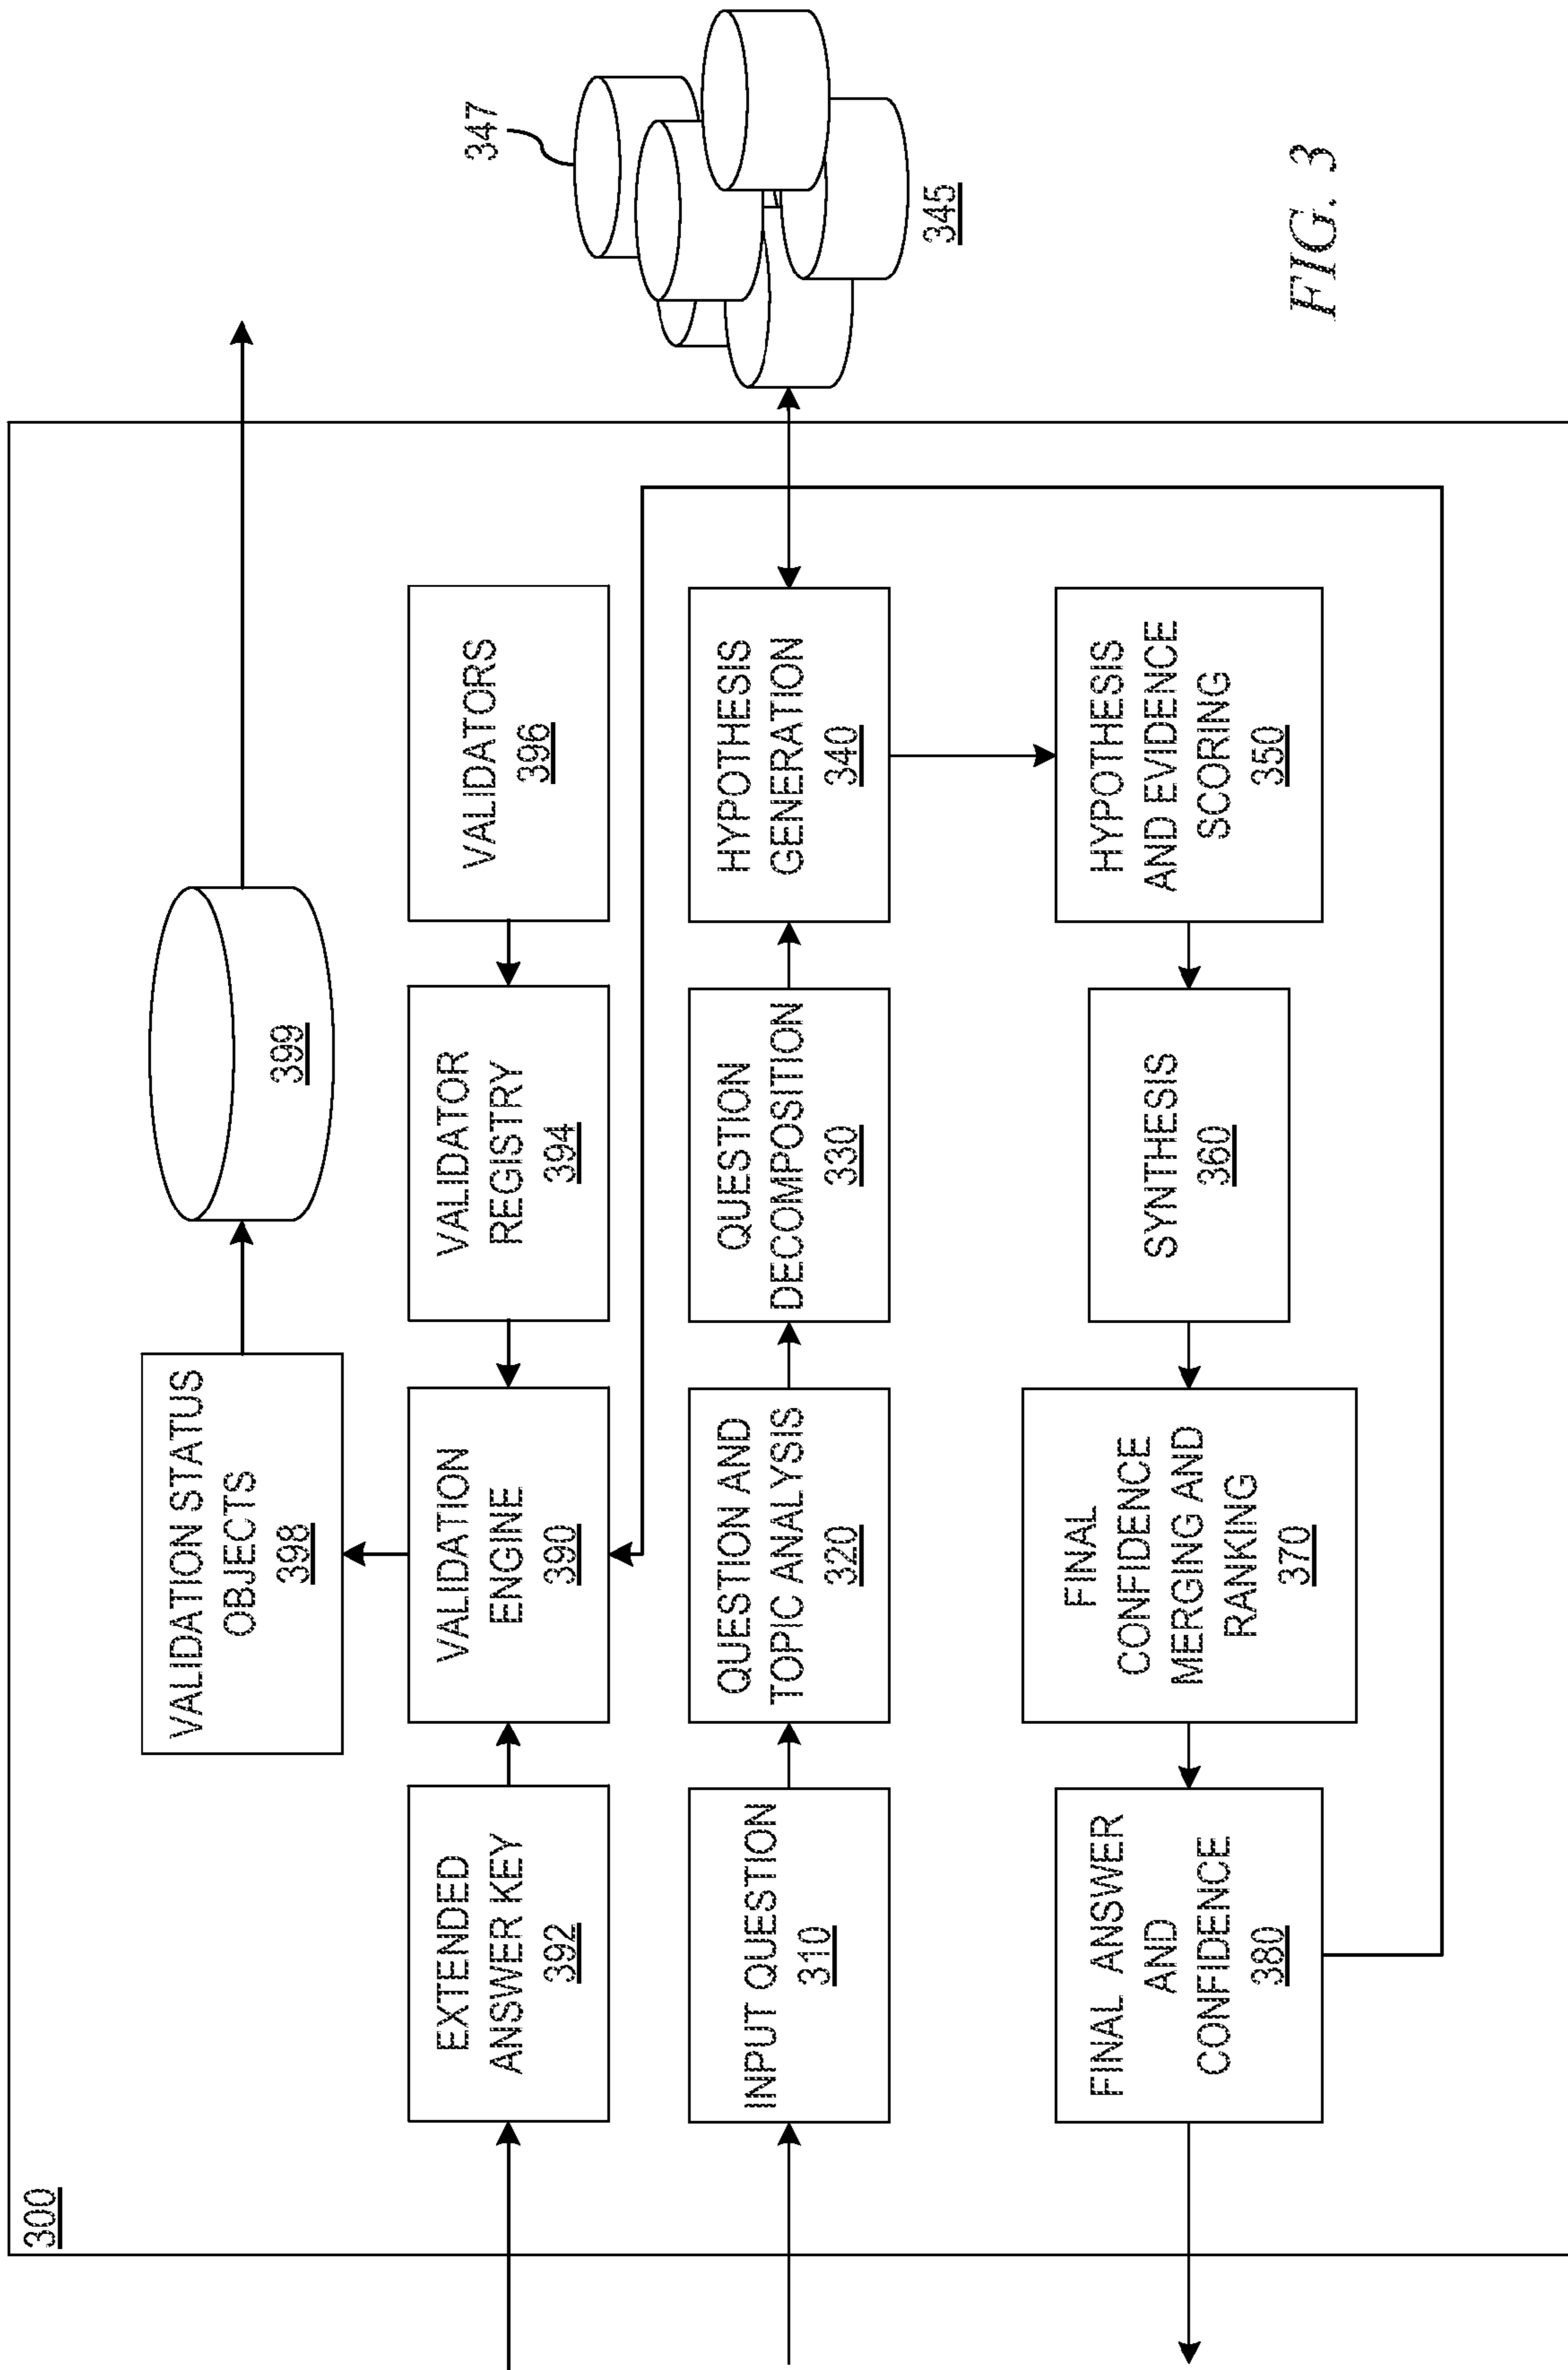 300
VALIDATION STATUS
OBJECTS
398
399
EXTENDED
ANSWER KEY
392
VALIDATION
ENGINE
390
VALIDATOR
REGISTRY
394
VALIDATORS
396
347
INPUT QUESTION
310
QUESTION AND
TOPIC ANALYSIS
320
QUESTION
DECOMPOSITION
330
HYPOTHESIS
GENERATION
340
345
FINAL ANSWER
AND
CONFIDENCE
380
FINAL
CONFIDENCE
MERGING AND
RANKING
370
SYNTHESIS
360
HYPOTHESIS
AND EVIDENCE
SCORING
350
FIG. 3